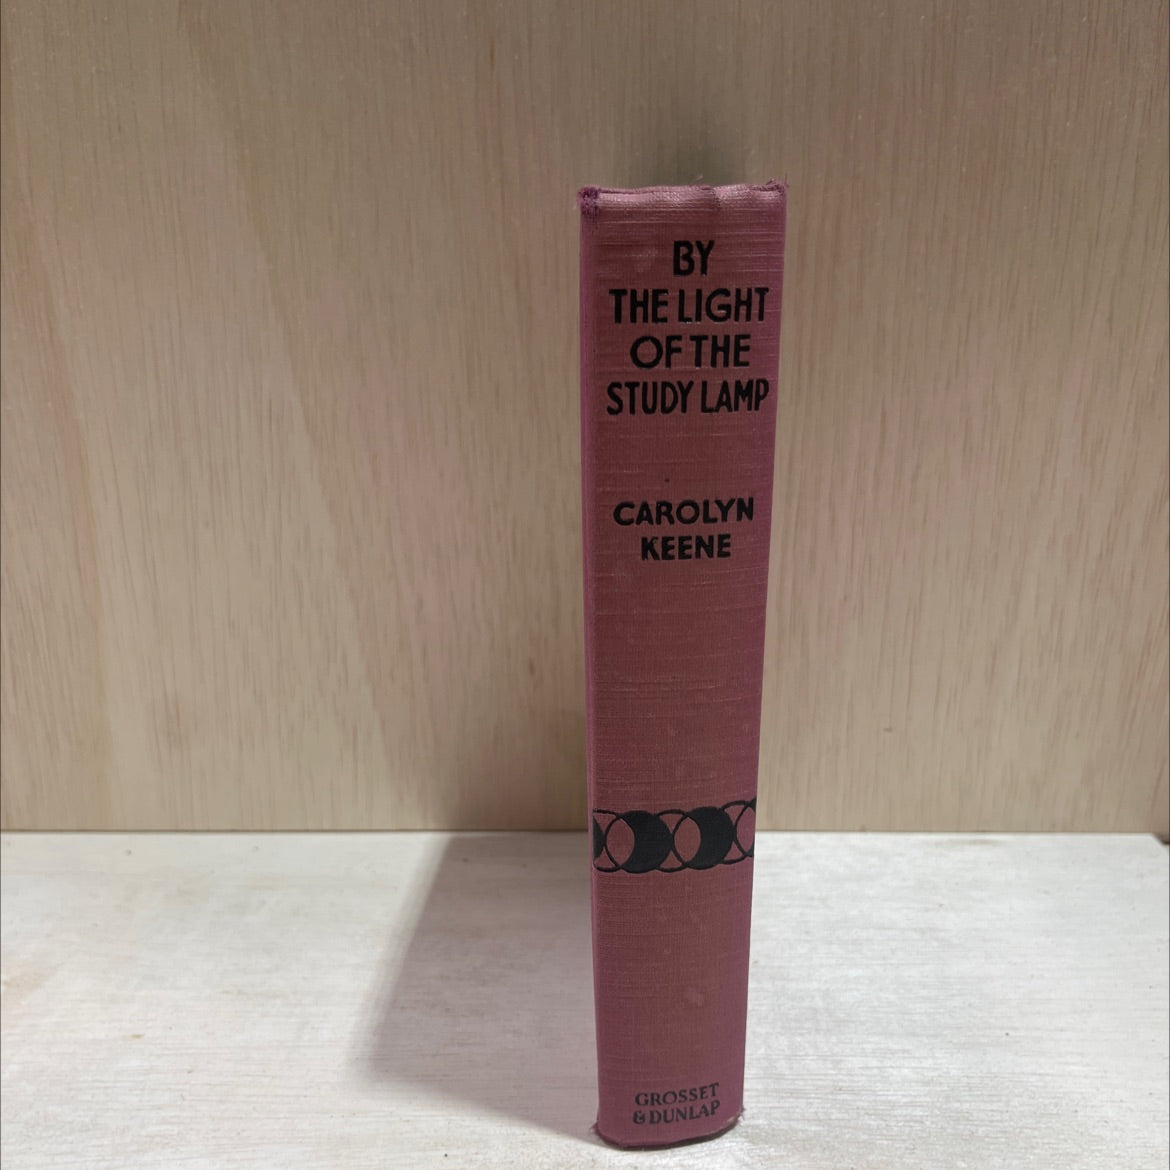 BY
THE LIGHT
OF THE
STUDY LAMP
CAROLYN
KEENE
GROSSET
& DUNLAP